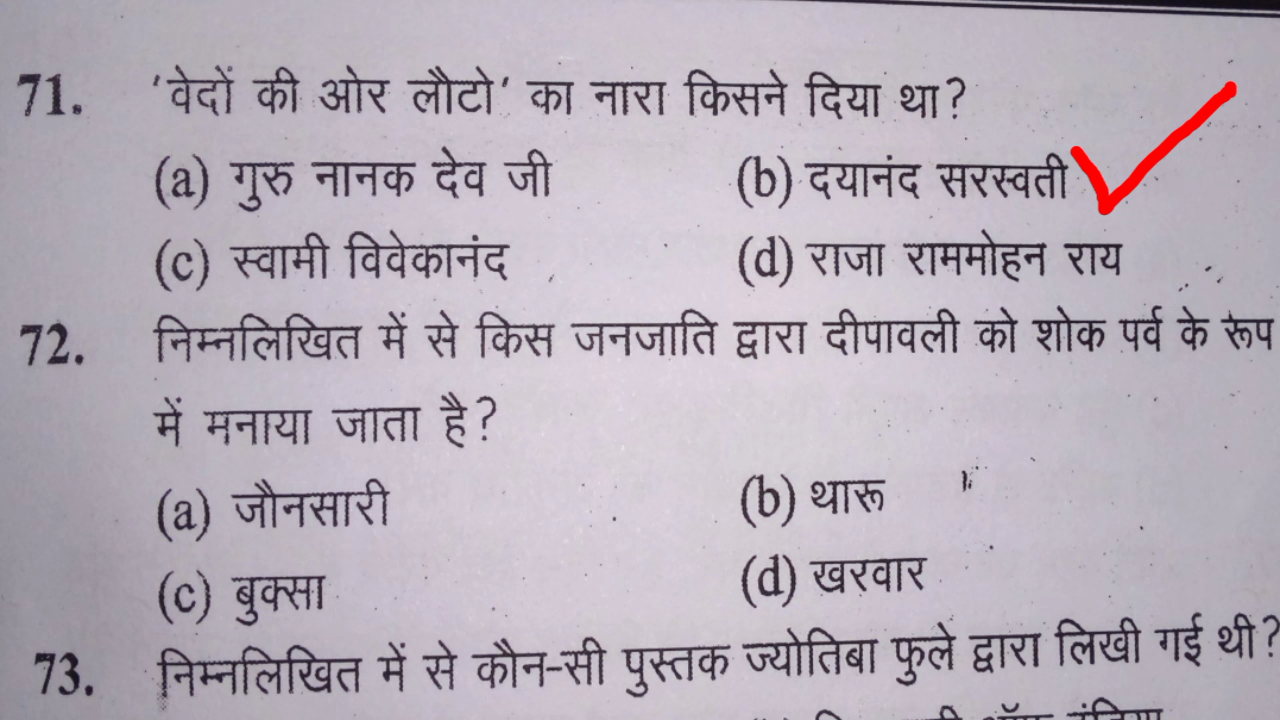 71. 'वेदों की ओर लौटो' का नारा किसने दिया था?
(a) गुरु नानक देव जी (b) दयानंद सरस्वती
(c) स्वामी विवेकानंद (d) राजा राममोहन राय
72. निम्नलिखित में से किस जनजाति द्वारा दीपावली को शोक पर्व के रूप
में मनाया जाता है?
(a) जौनसारी (b) थारू
(c) बुक्सा (d) खरवार
73. निम्नलिखित में से कौन-सी पुस्तक ज्योतिबा फुले द्वारा लिखी गई थी?